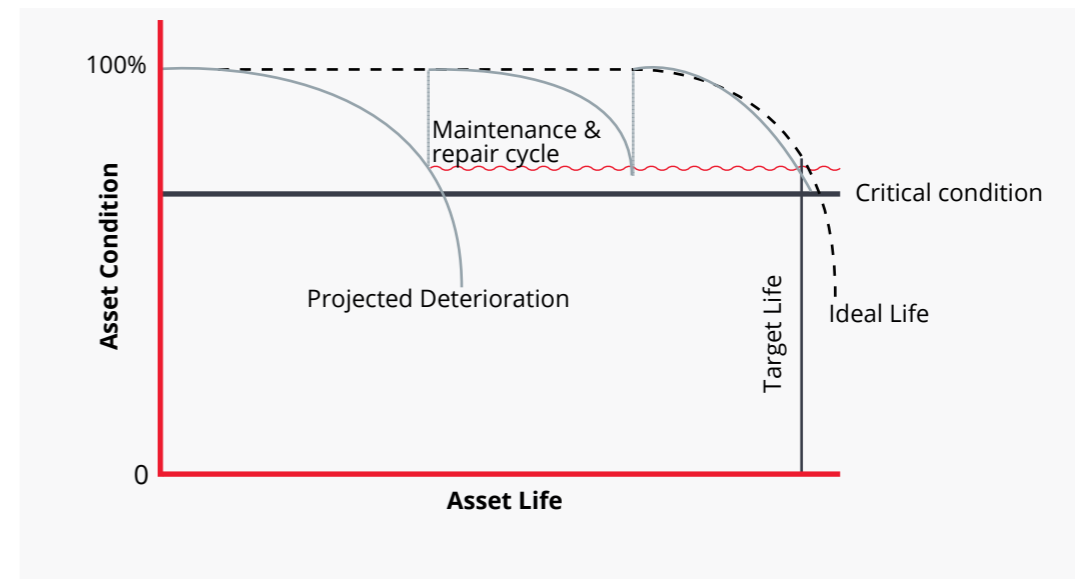 100%
Maintenance &
repair cycle
Critical condition
Asset Condition
Projected Deterioration
Target Life
Ideal Life
0
Asset Life